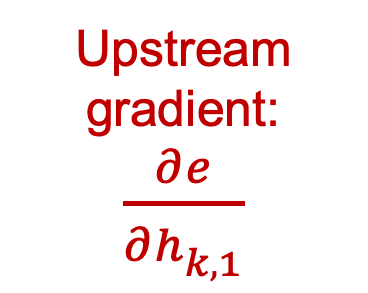 Upstream
gradient:
∂e
∂h_{k,1}